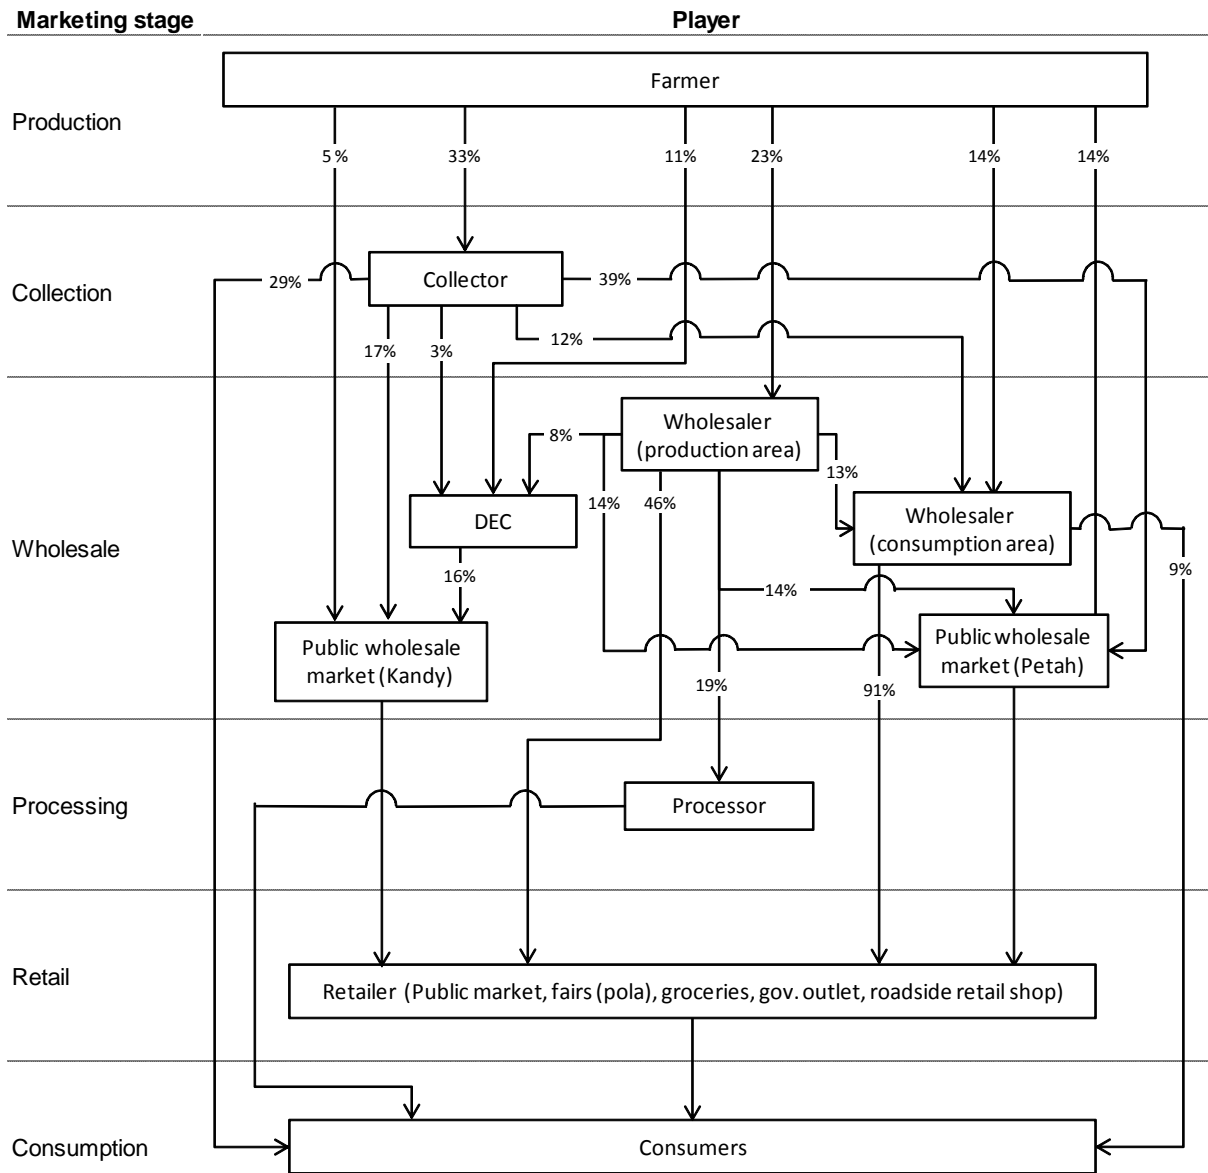 Marketing stage Player
Farmer
Production
5 % 33% 11% 23% 14% 14%
29% Collector 39%
Collection
17% 3% 12%
Wholesaler
(production area)
8%
13%
14% 46%
DEC
Wholesaler
(consumption area)
Wholesale
16% 14% 9%
Public wholesale
market (Kandy)
Public wholesale
market (Petah)
19% 91%
Processing
Processor
Retail
Retailer (Public market, fairs (pola), groceries, gov. outlet, roadside retail shop)
Consumption
Consumers